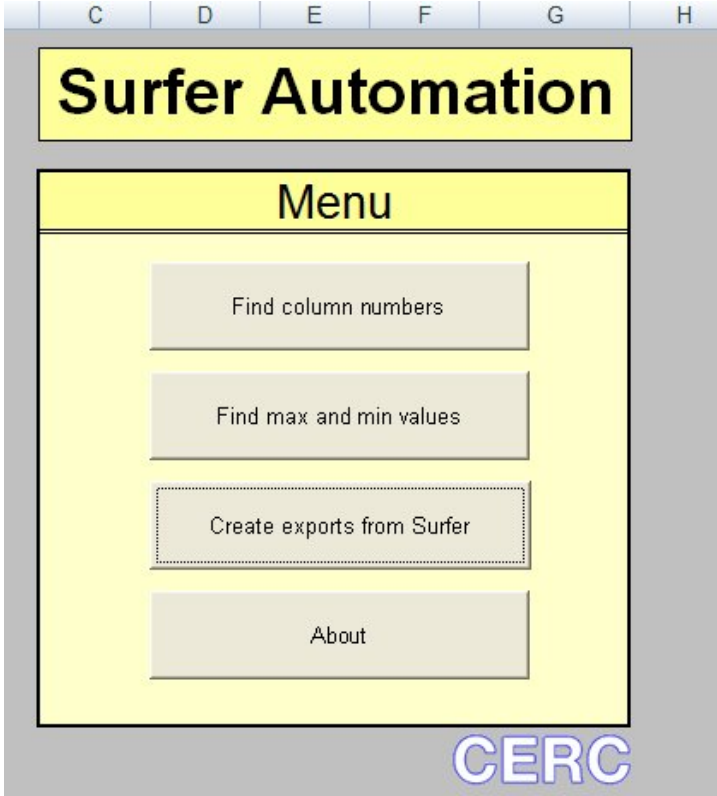 C D E F G H
Surfer Automation
Menu
Find column numbers
Find max and min values
Create exports from Surfer
About
CERC